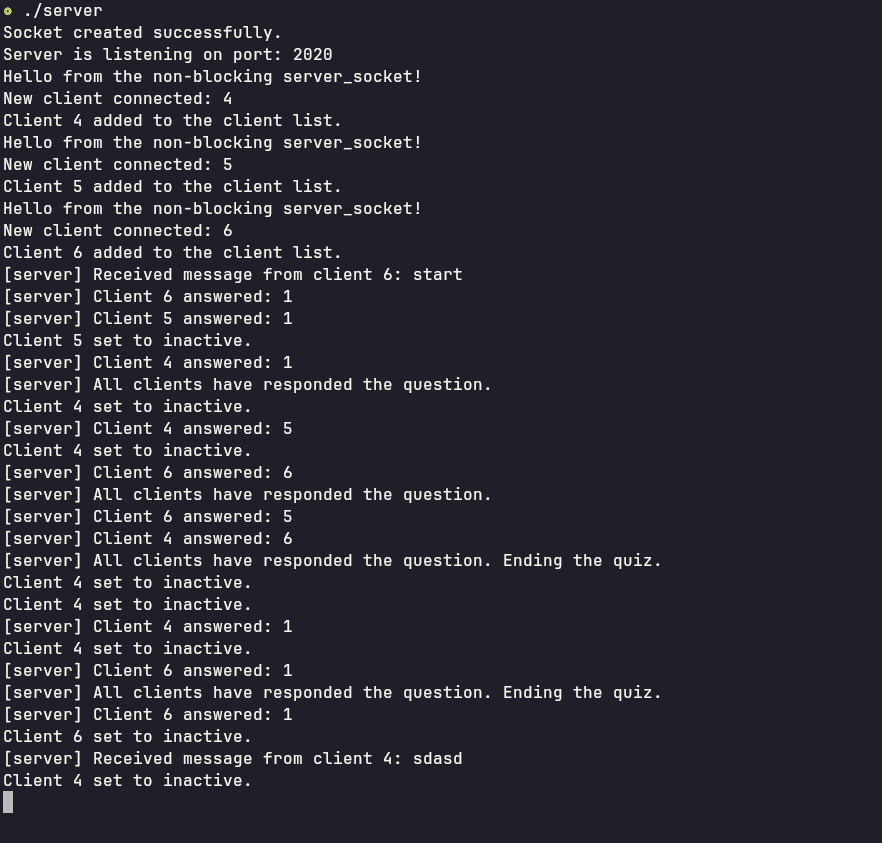 ./server
Socket created successfully.
Server is listening on port: 2020
Hello from the non-blocking server_socket!
New client connected: 4
Client 4 added to the client list.
Hello from the non-blocking server_socket!
New client connected: 5
Client 5 added to the client list.
Hello from the non-blocking server_socket!
New client connected: 6
Client 6 added to the client list.
[server] Received message from client 6: start
[server] Client 6 answered: 1
[server] Client 5 answered: 1
Client 5 set to inactive.
[server] Client 4 answered: 1
[server] All clients have responded the question.
Client 4 set to inactive.
[server] Client 4 answered: 5
Client 4 set to inactive.
[server] Client 6 answered: 6
[server] All clients have responded the question.
[server] Client 6 answered: 5
[server] Client 4 answered: 6
[server] All clients have responded the question. Ending the quiz.
Client 4 set to inactive.
Client 4 set to inactive.
[server] Client 4 answered: 1
Client 4 set to inactive.
[server] Client 6 answered: 1
[server] All clients have responded the question. Ending the quiz.
[server] Client 6 answered: 1
Client 6 set to inactive.
[server] Received message from client 4: sdasd
Client 4 set to inactive.